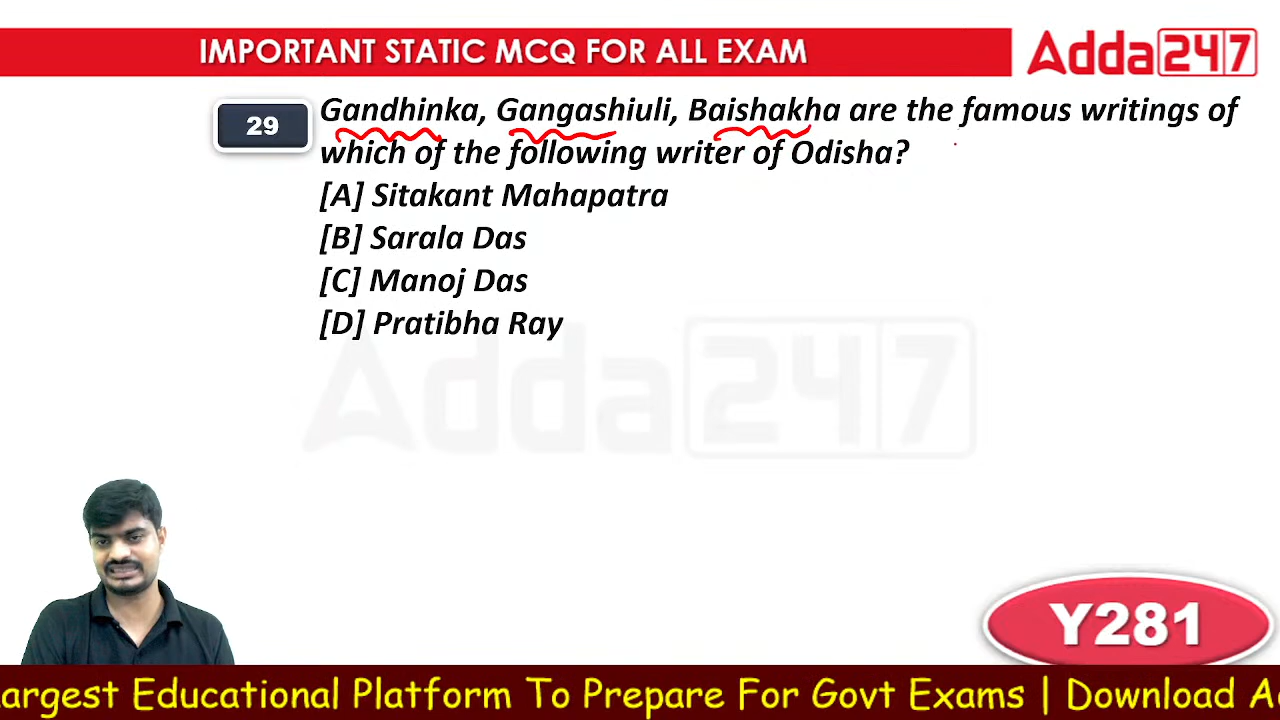 IMPORTANT STATIC MCQ FOR ALL EXAM
Adda247
29
Gandhinka, Gangashiuli, Baishakha are the famous writings of
which of the following writer of Odisha?
[A] Sitakant Mahapatra
[B] Sarala Das
[C] Manoj Das
[D] Pratibha Ray
Adda247
Y281
argest Educational Platform To Prepare For Govt Exams | Download A